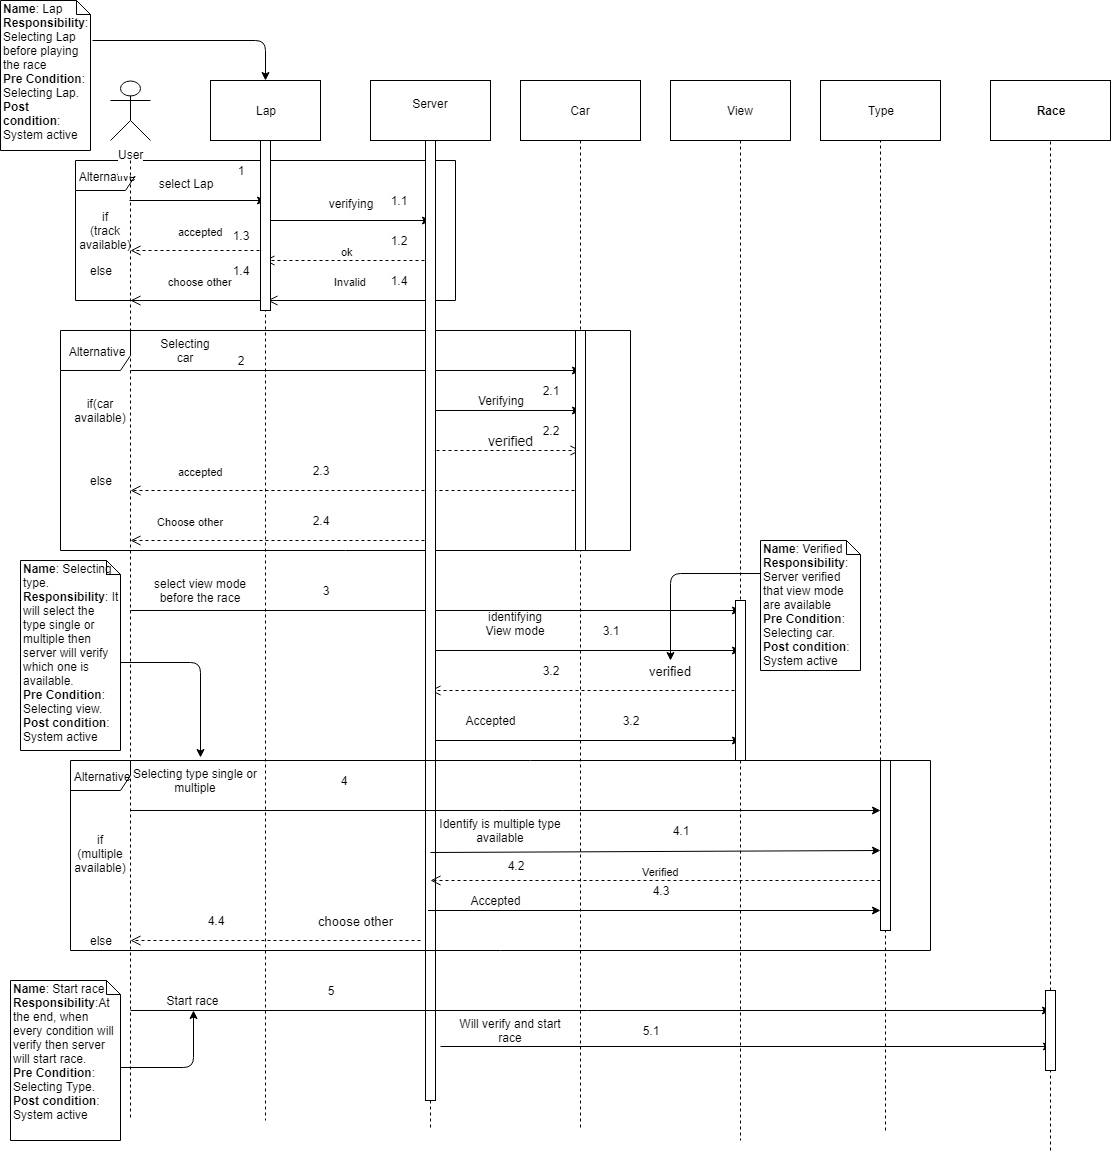 Name: Lap
Responsibility:
Selecting Lap
before playing
the race
Pre Condition:
Selecting Lap.
Post
condition:
System active
User
Lap
Server
Car
View
Type
Race
Alternative
select Lap
1
verifying
1.1
if
(track
available)
accepted
1.3
1.2
ok
else
choose other
1.4
Invalid
1.4
Alternative
Selecting
car
2
if(car
available)
2.1
Verifying
2.2
verified
else
accepted
2.3
Choose other
2.4
Name: Selecting
type.
Responsibility: It
will select the
type single or
multiple then
server will verify
which one is
available.
Pre Condition:
Selecting view.
Post condition:
System active
select view mode
before the race
3
Name: Verified
Responsibility:
Server verified
that view mode
are available
Pre Condition:
Selecting car.
Post condition:
System active
identifying
View mode
3.1
3.2
verified
Accepted
3.2
Alternative
Selecting type single or
multiple
4
if
(multiple
available)
Identify is multiple type
available
4.1
4.2
Verified
4.3
Accepted
else
4.4
choose other
Name: Start race
Responsibility:At
the end, when
every condition will
verify then server
will start race.
Pre Condition:
Selecting Type.
Post condition:
System active
Start race
5
Will verify and start
race
5.1